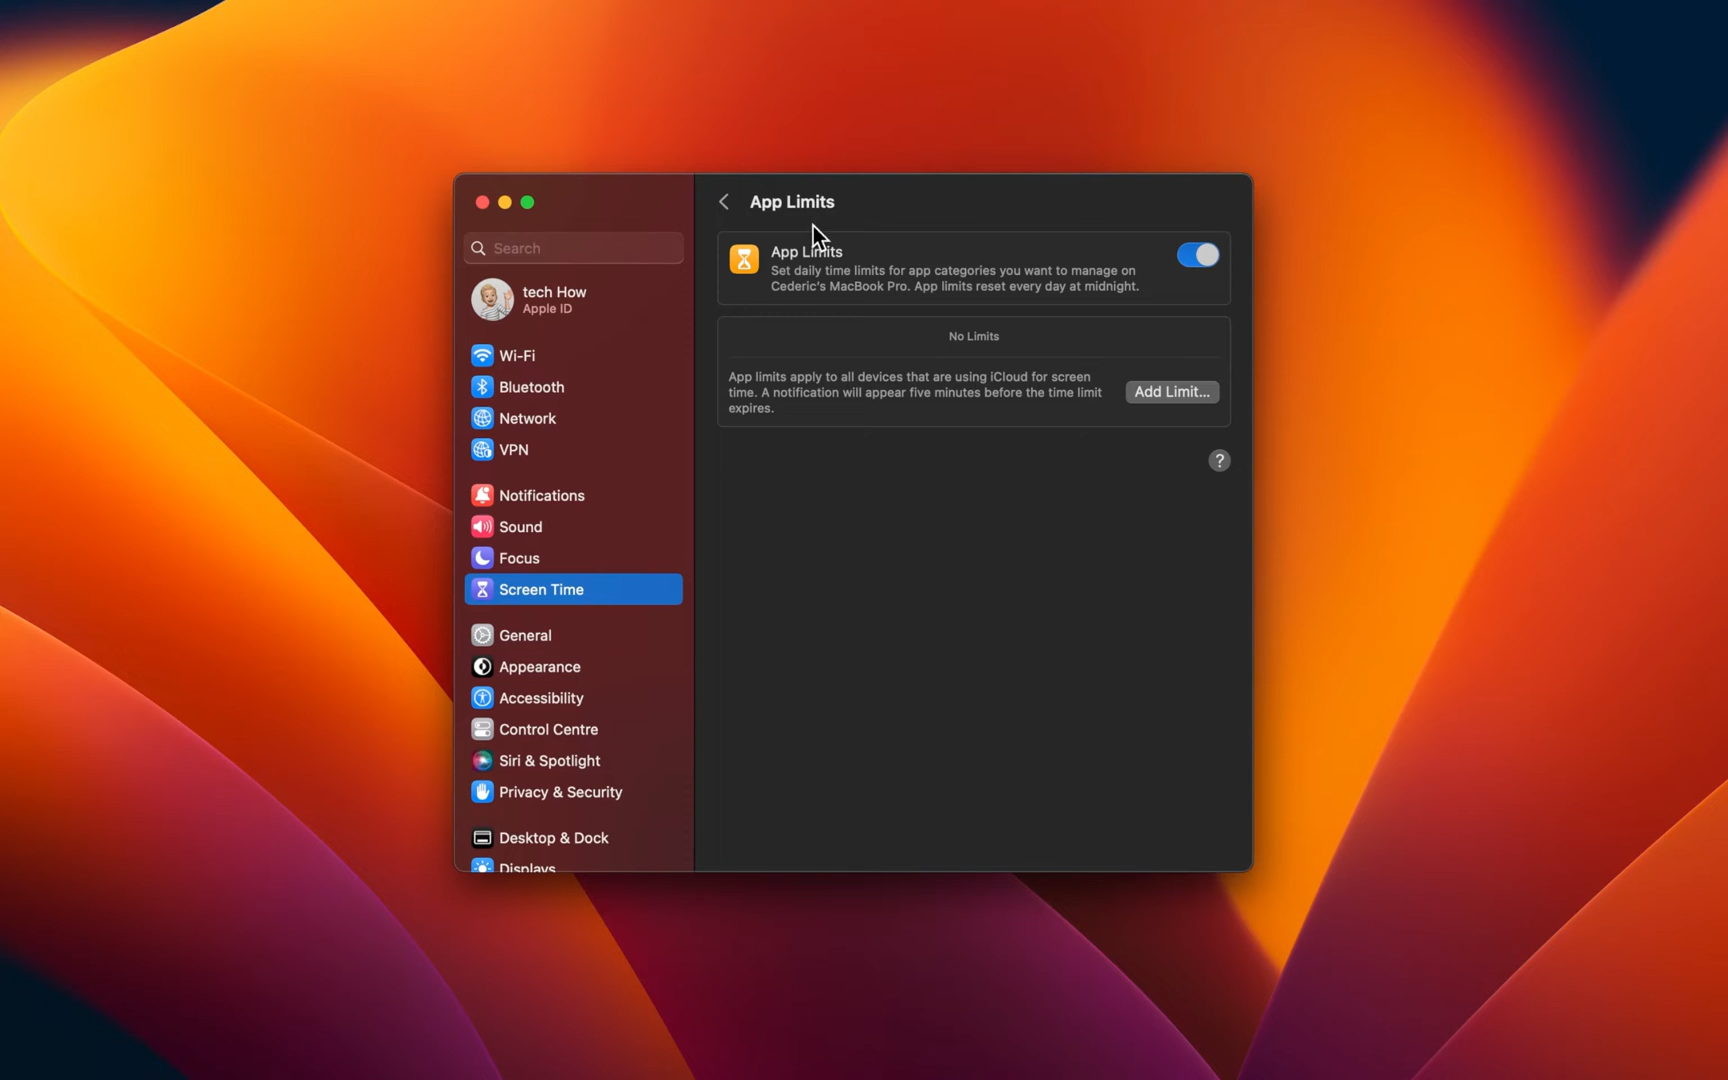 App Limits
Search
tech How
Apple ID
Wi-Fi
Bluetooth
Network
VPN
Notifications
Sound
Focus
Screen Time
General
Appearance
Accessibility
Control Centre
Siri & Spotlight
Privacy & Security
Desktop & Dock
Displays
App Limits
Set daily time limits for app categories you want to manage on
Cederic's MacBook Pro. App limits reset every day at midnight.
No Limits
App limits apply to all devices that are using iCloud for screen
time. A notification will appear five minutes before the time limit
expires.
Add Limit...
?